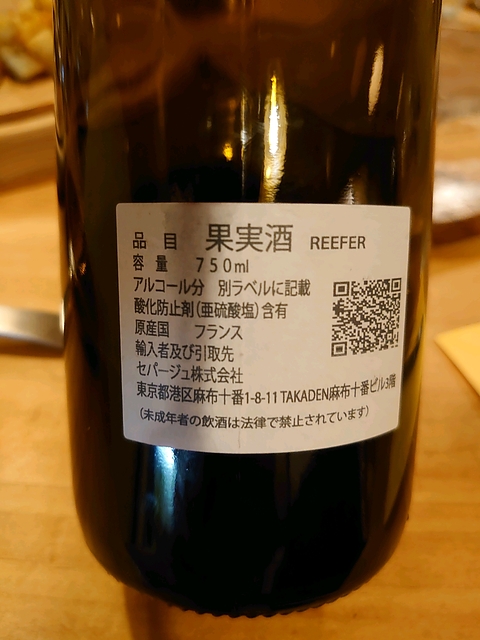 品目 果実酒 REEFER
容量 750ml
アルコール分 別ラベルに記載
酸化防止剤(亜硫酸塩)含有
原産国 フランス
輸入者及び引取先
セパージュ株式会社
東京都港区麻布十番1-8-11 TAKADEN麻布十番ビル3階
(未成年者の飲酒は法律で禁止されています)